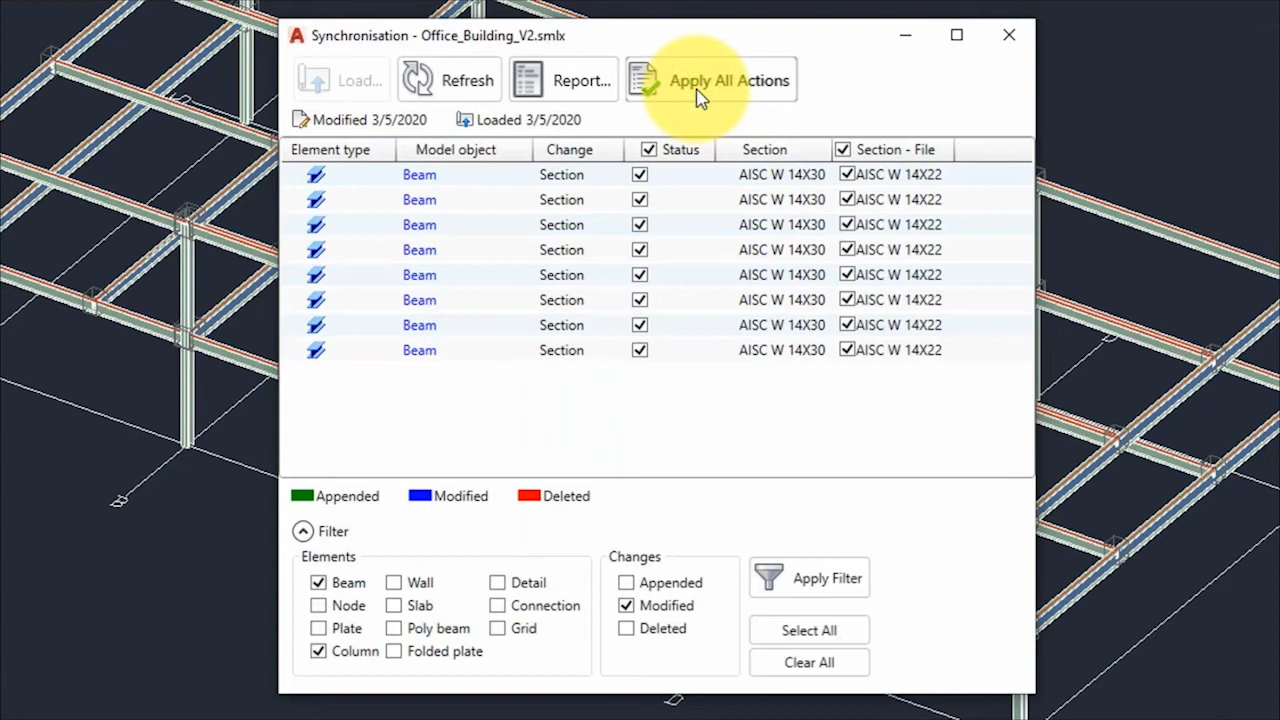 Synchronisation - Office_Building_V2.smlx
Load... Refresh Report... Apply All Actions
Modified 3/5/2020 Loaded 3/5/2020
Element type Model object Change Status Section Section - File
Beam Section AISC W 14X30 AISC W 14X22
Beam Section AISC W 14X30 AISC W 14X22
Beam Section AISC W 14X30 AISC W 14X22
Beam Section AISC W 14X30 AISC W 14X22
Beam Section AISC W 14X30 AISC W 14X22
Beam Section AISC W 14X30 AISC W 14X22
Beam Section AISC W 14X30 AISC W 14X22
Beam Section AISC W 14X30 AISC W 14X22
Appended Modified Deleted
Filter
Elements Changes
Beam Wall Detail Appended Apply Filter
Node Slab Connection Modified
Plate Poly beam Grid Deleted Select All
Column Folded plate
Clear All